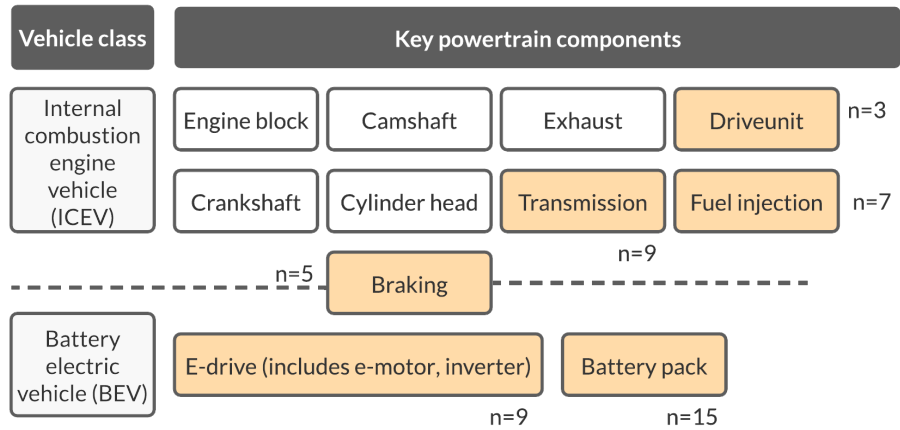 Vehicle class
Key powertrain components
Internal
combustion
engine
vehicle
(ICEV)
Engine block
Camshaft
Exhaust
Driveunit
n=3
Crankshaft
Cylinder head
Transmission
Fuel injection
n=7
n=9
n=5
Braking
Battery
electric
vehicle (BEV)
E-drive (includes e-motor, inverter)
Battery pack
n=9
n=15